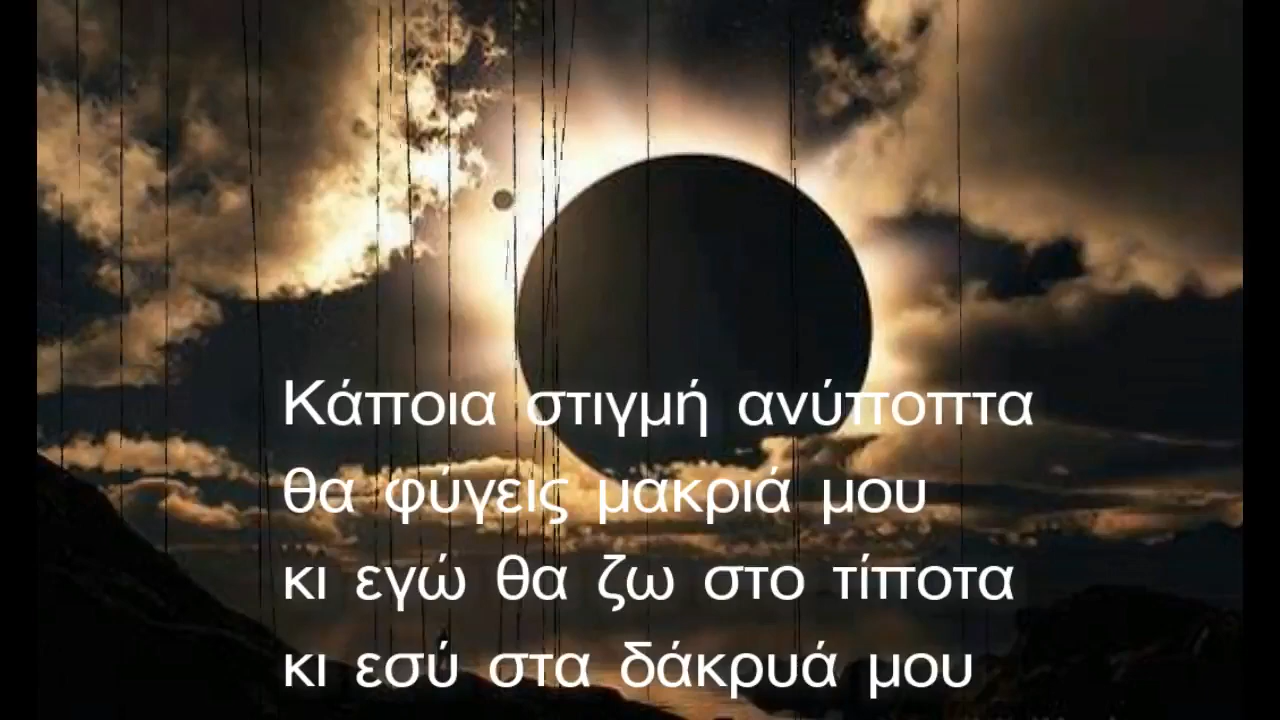 Κάποια στιγμή ανύποπτα
θα φύγεις μακριά μου
κι εγώ θα ζω στο τίποτα
κι εσύ στα δάκρυά μου